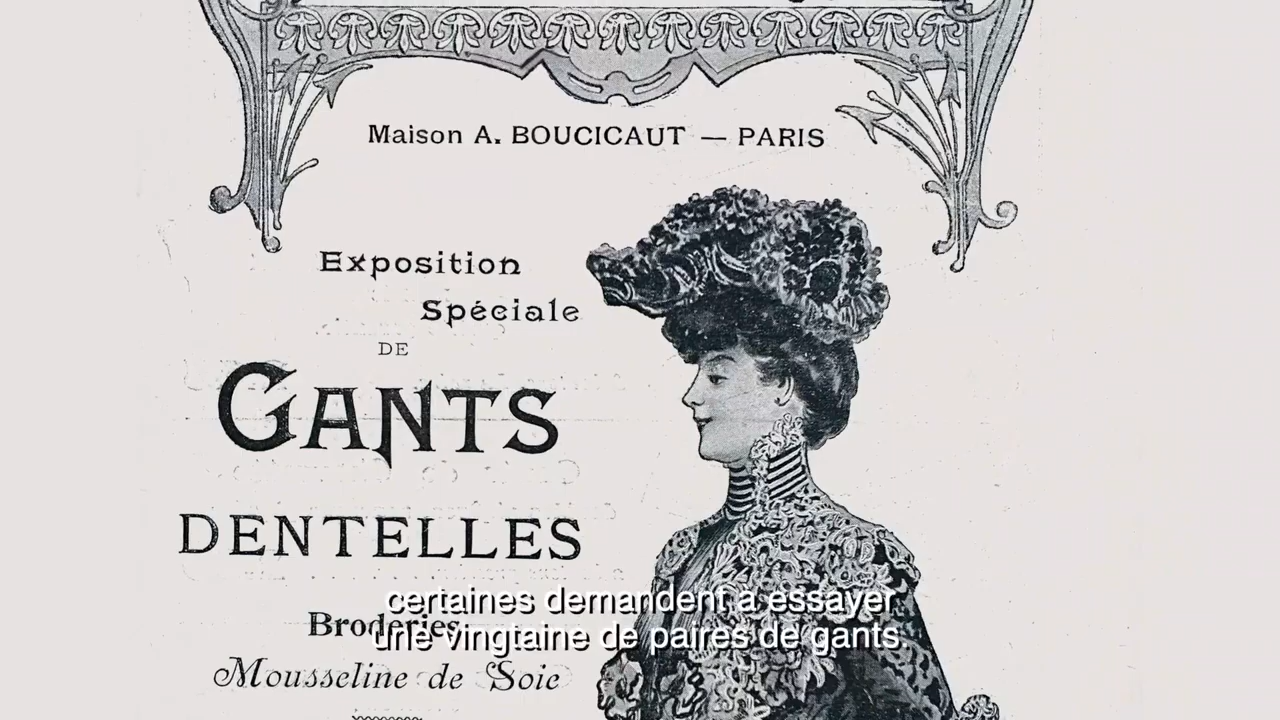 Maison A. BOUCICAUT — PARIS
Exposition
Spéciale
DE
GANTS
DENTELLES
Broderies
Mousseline de Soie
certaines demandent à essayer
une vingtaine de paires de gants.